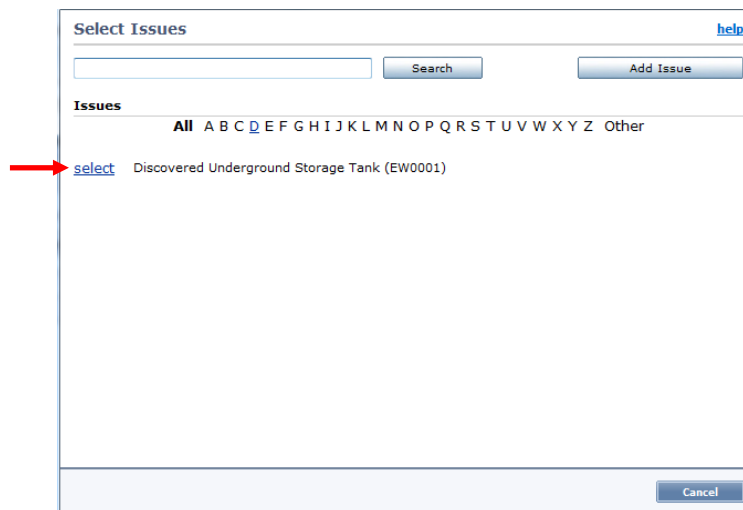 Select Issues help
Search Add Issue
Issues
All A B C D E F G H I J K L M N O P Q R S T U V W X Y Z Other
select Discovered Underground Storage Tank (EW0001)
Cancel